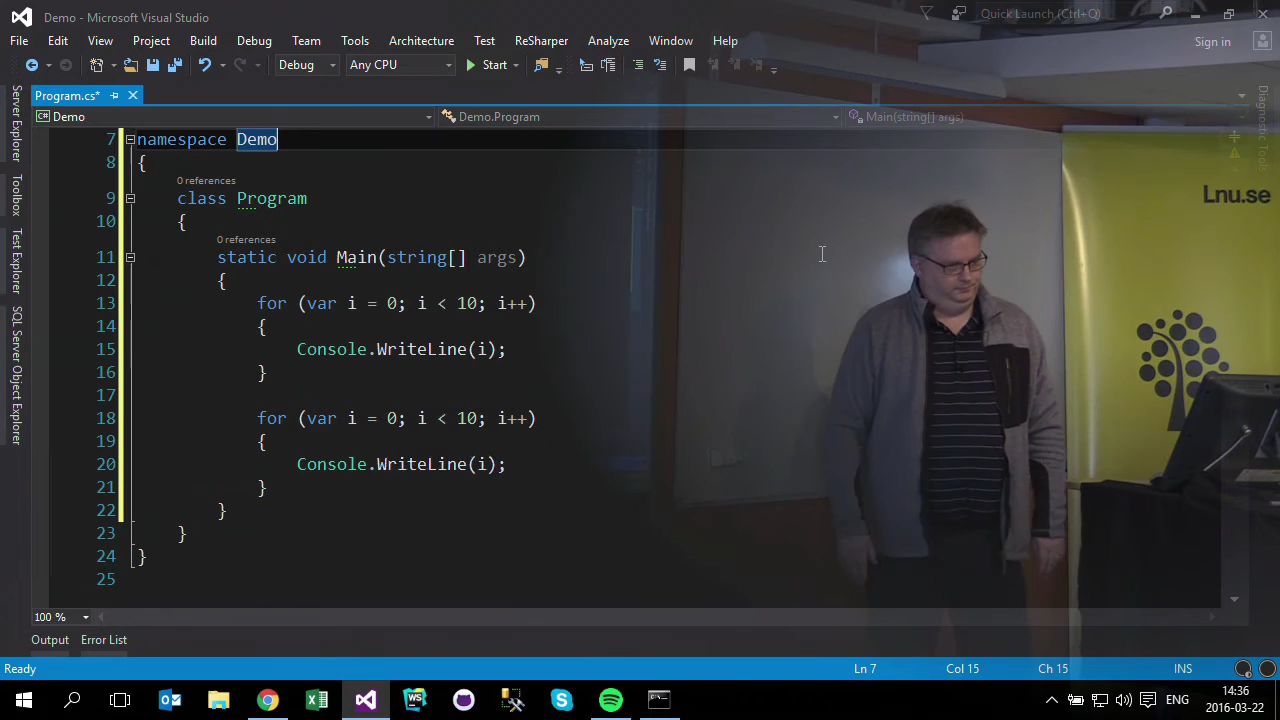 Demo - Microsoft Visual Studio
Quick Launch (Ctrl+Q)
File Edit View Project Build Debug Team Tools Architecture Test ReSharper Analyze Window Help
Sign in
Debug Any CPU Start
Program.cs*
Demo Demo.Program Main(string[] args)
Server Explorer
Toolbox
Test Explorer
SQL Server Object Explorer
Diagnostic Tools
7 namespace Demo
8 {
0 references
9 class Program
10 {
0 references
11 static void Main(string[] args)
12 {
13 for (var i = 0; i < 10; i++)
14 {
15 Console.WriteLine(i);
16 }
17
18 for (var i = 0; i < 10; i++)
19 {
20 Console.WriteLine(i);
21 }
22 }
23 }
24 }
25
Lnu.se
100 %
Output Error List
Ready Ln 7 Col 15 Ch 15 INS
ENG
14:36
2016-03-22